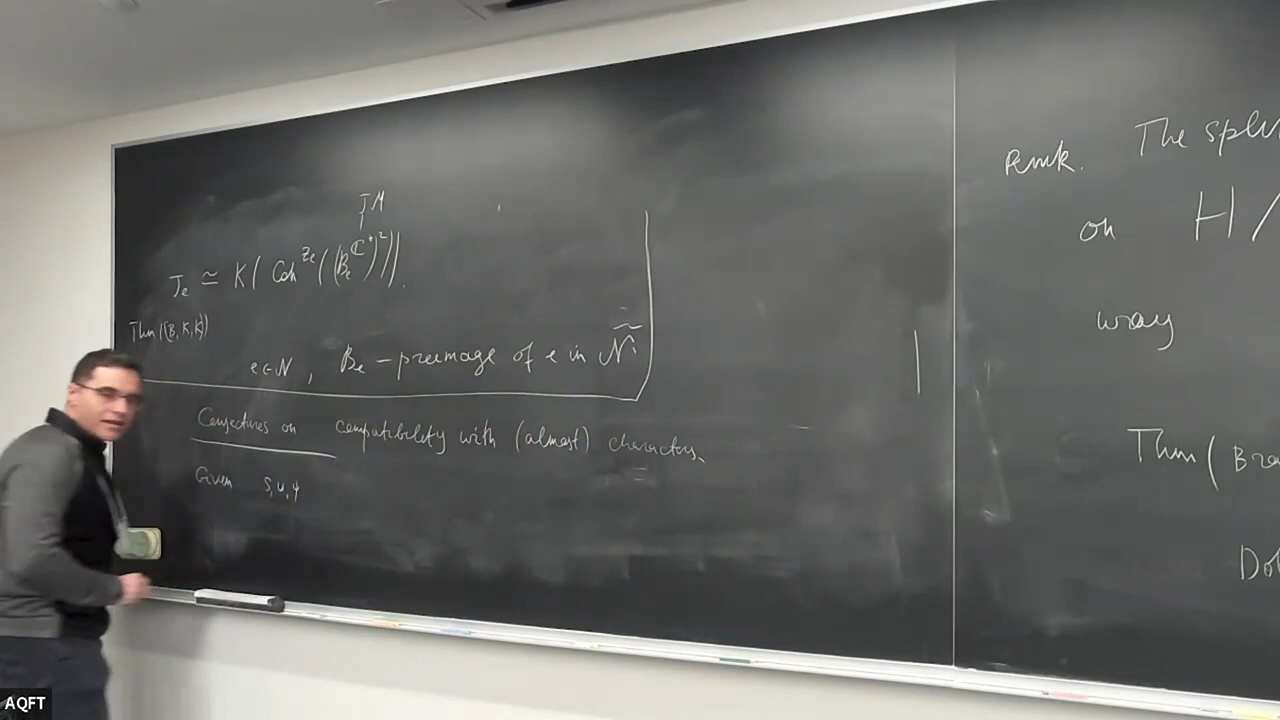 J_e ≃ K(Coh^{Z_e}((B_e^{ℂ^*})^2)).
Thm ([B, K, K])
e ∈ N, B_e - preimage of e in Ñ
Conjectures on compatibility with (almost) characters.
Given s, u, ψ
Rmk. The spli
on H/
way
Thm (Bra
Do
AQFT